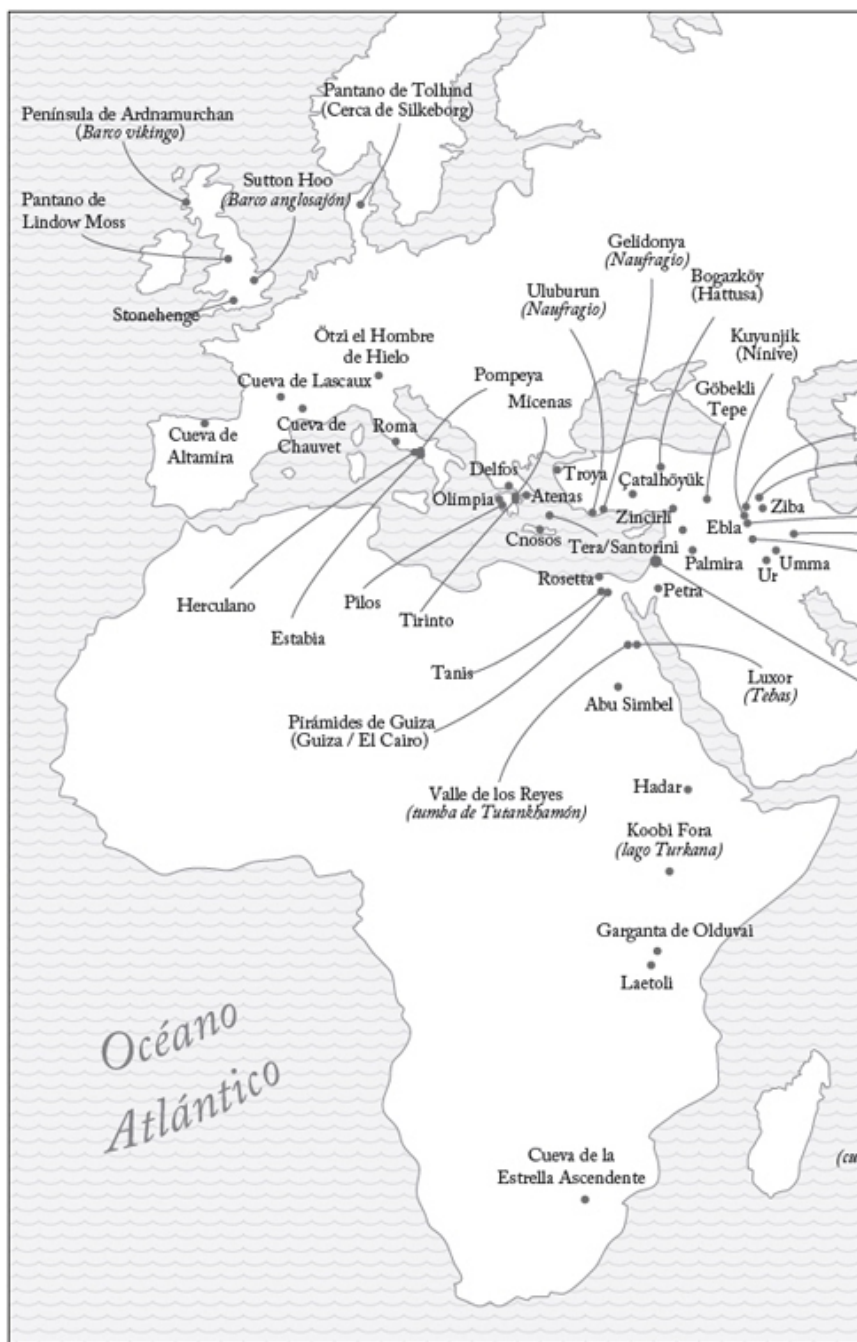 Pantano de Tollund
(Cerca de Silkeborg)
Península de Ardnamurchan
(Barco vikingo)
Sutton Hoo
(Barco anglosajón)
Pantano de
Lindow Moss
Stonehenge
Gelidonya
(Naufragio)
Uluburun
(Naufragio)
Bogazköy
(Hattusa)
Kuyunjik
(Nínive)
Ötzi el Hombre
de Hielo
Pompeya
Göbekli
Tepe
Cueva de Lascaux
Micenas
Cueva de
Chauvet
Roma
Cueva de
Altamira
Delfos
Troya
Çatalhöyük
Olimpia
Atenas
Zincirli
Ebla
Ziba
Cnosos
Tera/Santorini
Palmira
Umma
Ur
Rosetta
Petra
Herculano
Pilos
Tirinto
Estabia
Tanis
Luxor
(Tebas)
Abu Simbel
Pirámides de Guiza
(Guiza / El Cairo)
Valle de los Reyes
(tumba de Tutankhamón)
Hadar
Koobi Fora
(lago Turkana)
Garganta de Olduvai
Laetoli
Océano
Atlántico
Cueva de la
Estrella Ascendente